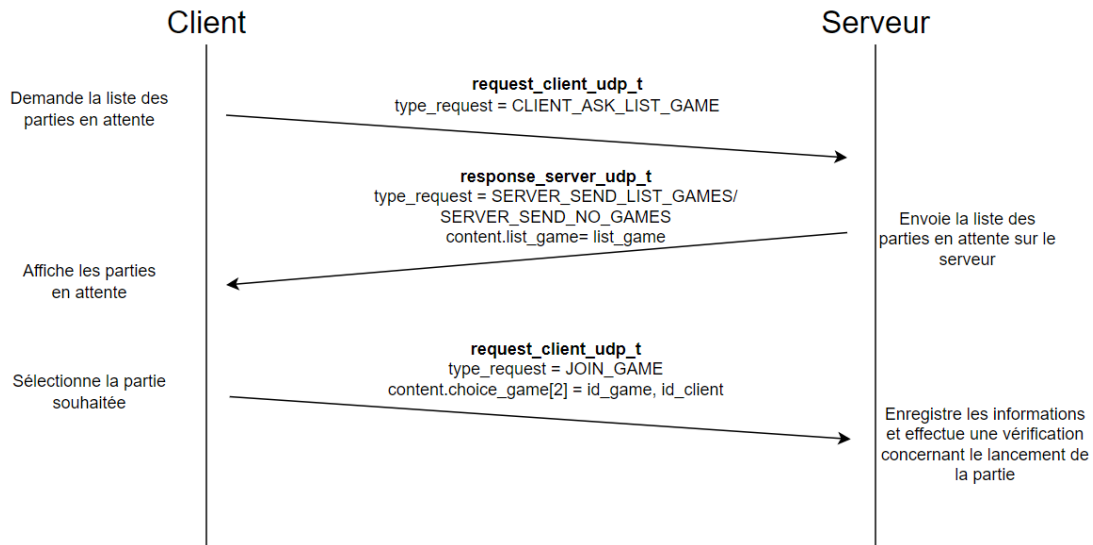 Client
Serveur
request_client_udp_t
type_request = CLIENT_ASK_LIST_GAME
Demande la liste des
parties en attente
response_server_udp_t
type_request = SERVER_SEND_LIST_GAMES/
SERVER_SEND_NO_GAMES
content.list_game= list_game
Envoie la liste des
parties en attente sur le
serveur
Affiche les parties
en attente
request_client_udp_t
type_request = JOIN_GAME
content.choice_game[2] = id_game, id_client
Sélectionne la partie
souhaitée
Enregistre les informations
et effectue une vérification
concernant le lancement de
la partie